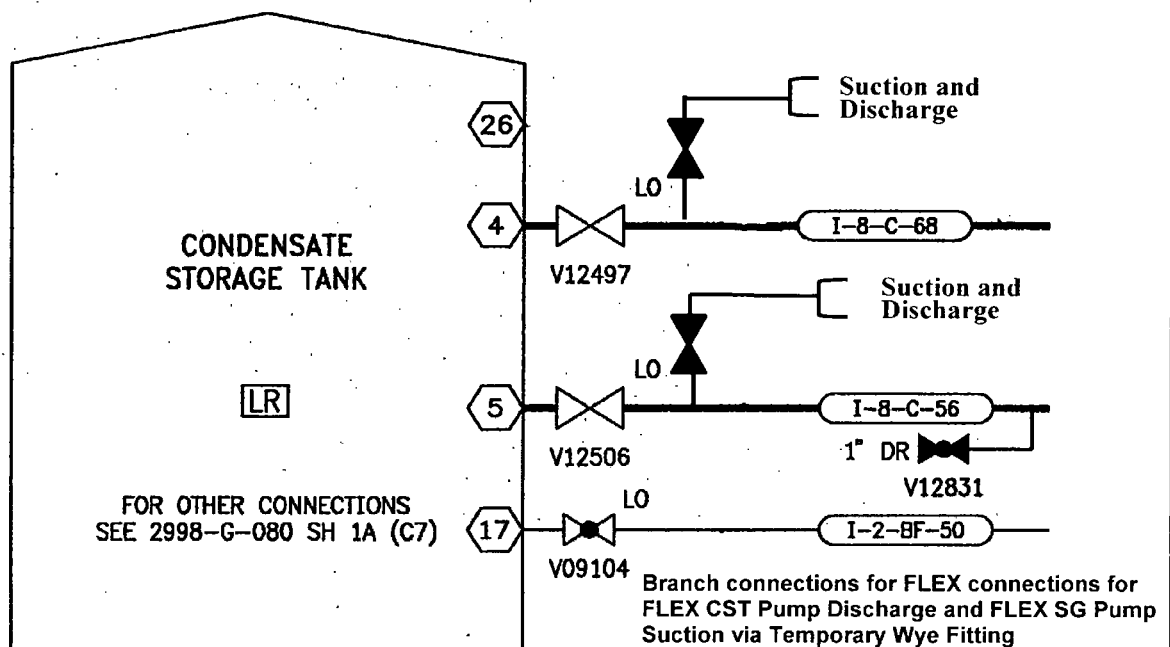 Suction and
Discharge
26
LO
4
I-8-C-68
CONDENSATE
STORAGE TANK
V12497
Suction and
Discharge
LO
LR
5
I-8-C-56
V12506
1" DR
V12831
FOR OTHER CONNECTIONS
SEE 2998-G-080 SH 1A (C7)
LO
17
I-2-BF-50
V09104
Branch connections for FLEX connections for
FLEX CST Pump Discharge and FLEX SG Pump
Suction via Temporary Wye Fitting